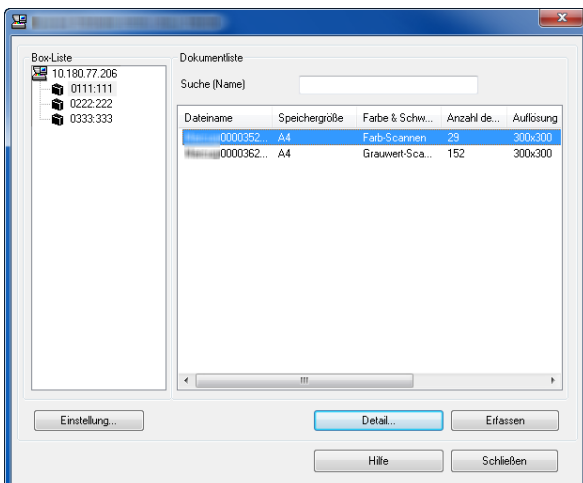 Box-Liste
10.180.77.206
0111:111
0222:222
0333:333
Dokumentliste
Suche (Name)
Dateiname Speichergröße Farbe & Schw... Anzahl de... Auflösung
0000352... A4 Farb-Scannen 29 300x300
0000362... A4 Grauwert-Sca... 152 300x300
Einstellung... Detail... Erfassen
Hilfe Schließen